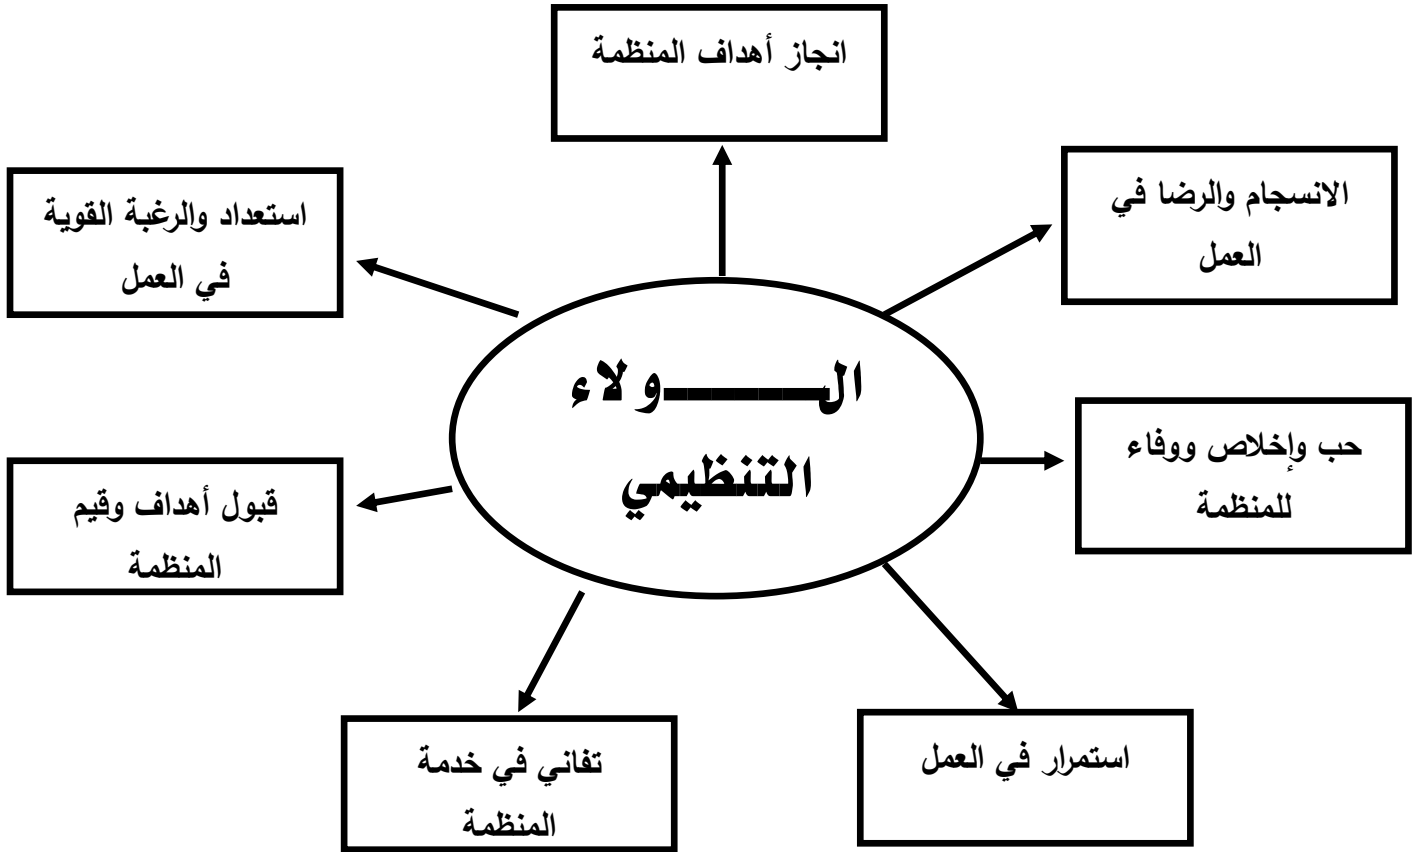 انجاز أهداف المنظمة
الانسجام والرضا في
العمل
استعداد والرغبة القوية
في العمل
الـــــــولاء
التنظيمي
حب وإخلاص ووفاء
للمنظمة
قبول أهداف وقيم
المنظمة
استمرار في العمل
تفاني في خدمة
المنظمة